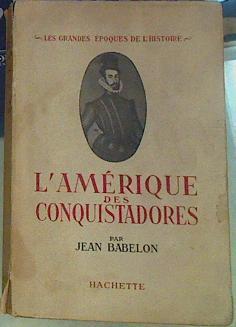 LES GRANDES ÉPOQUES DE L'HISTOIRE
L'AMÉRIQUE
DES
CONQUISTADORES
PAR
JEAN BABELON
HACHETTE